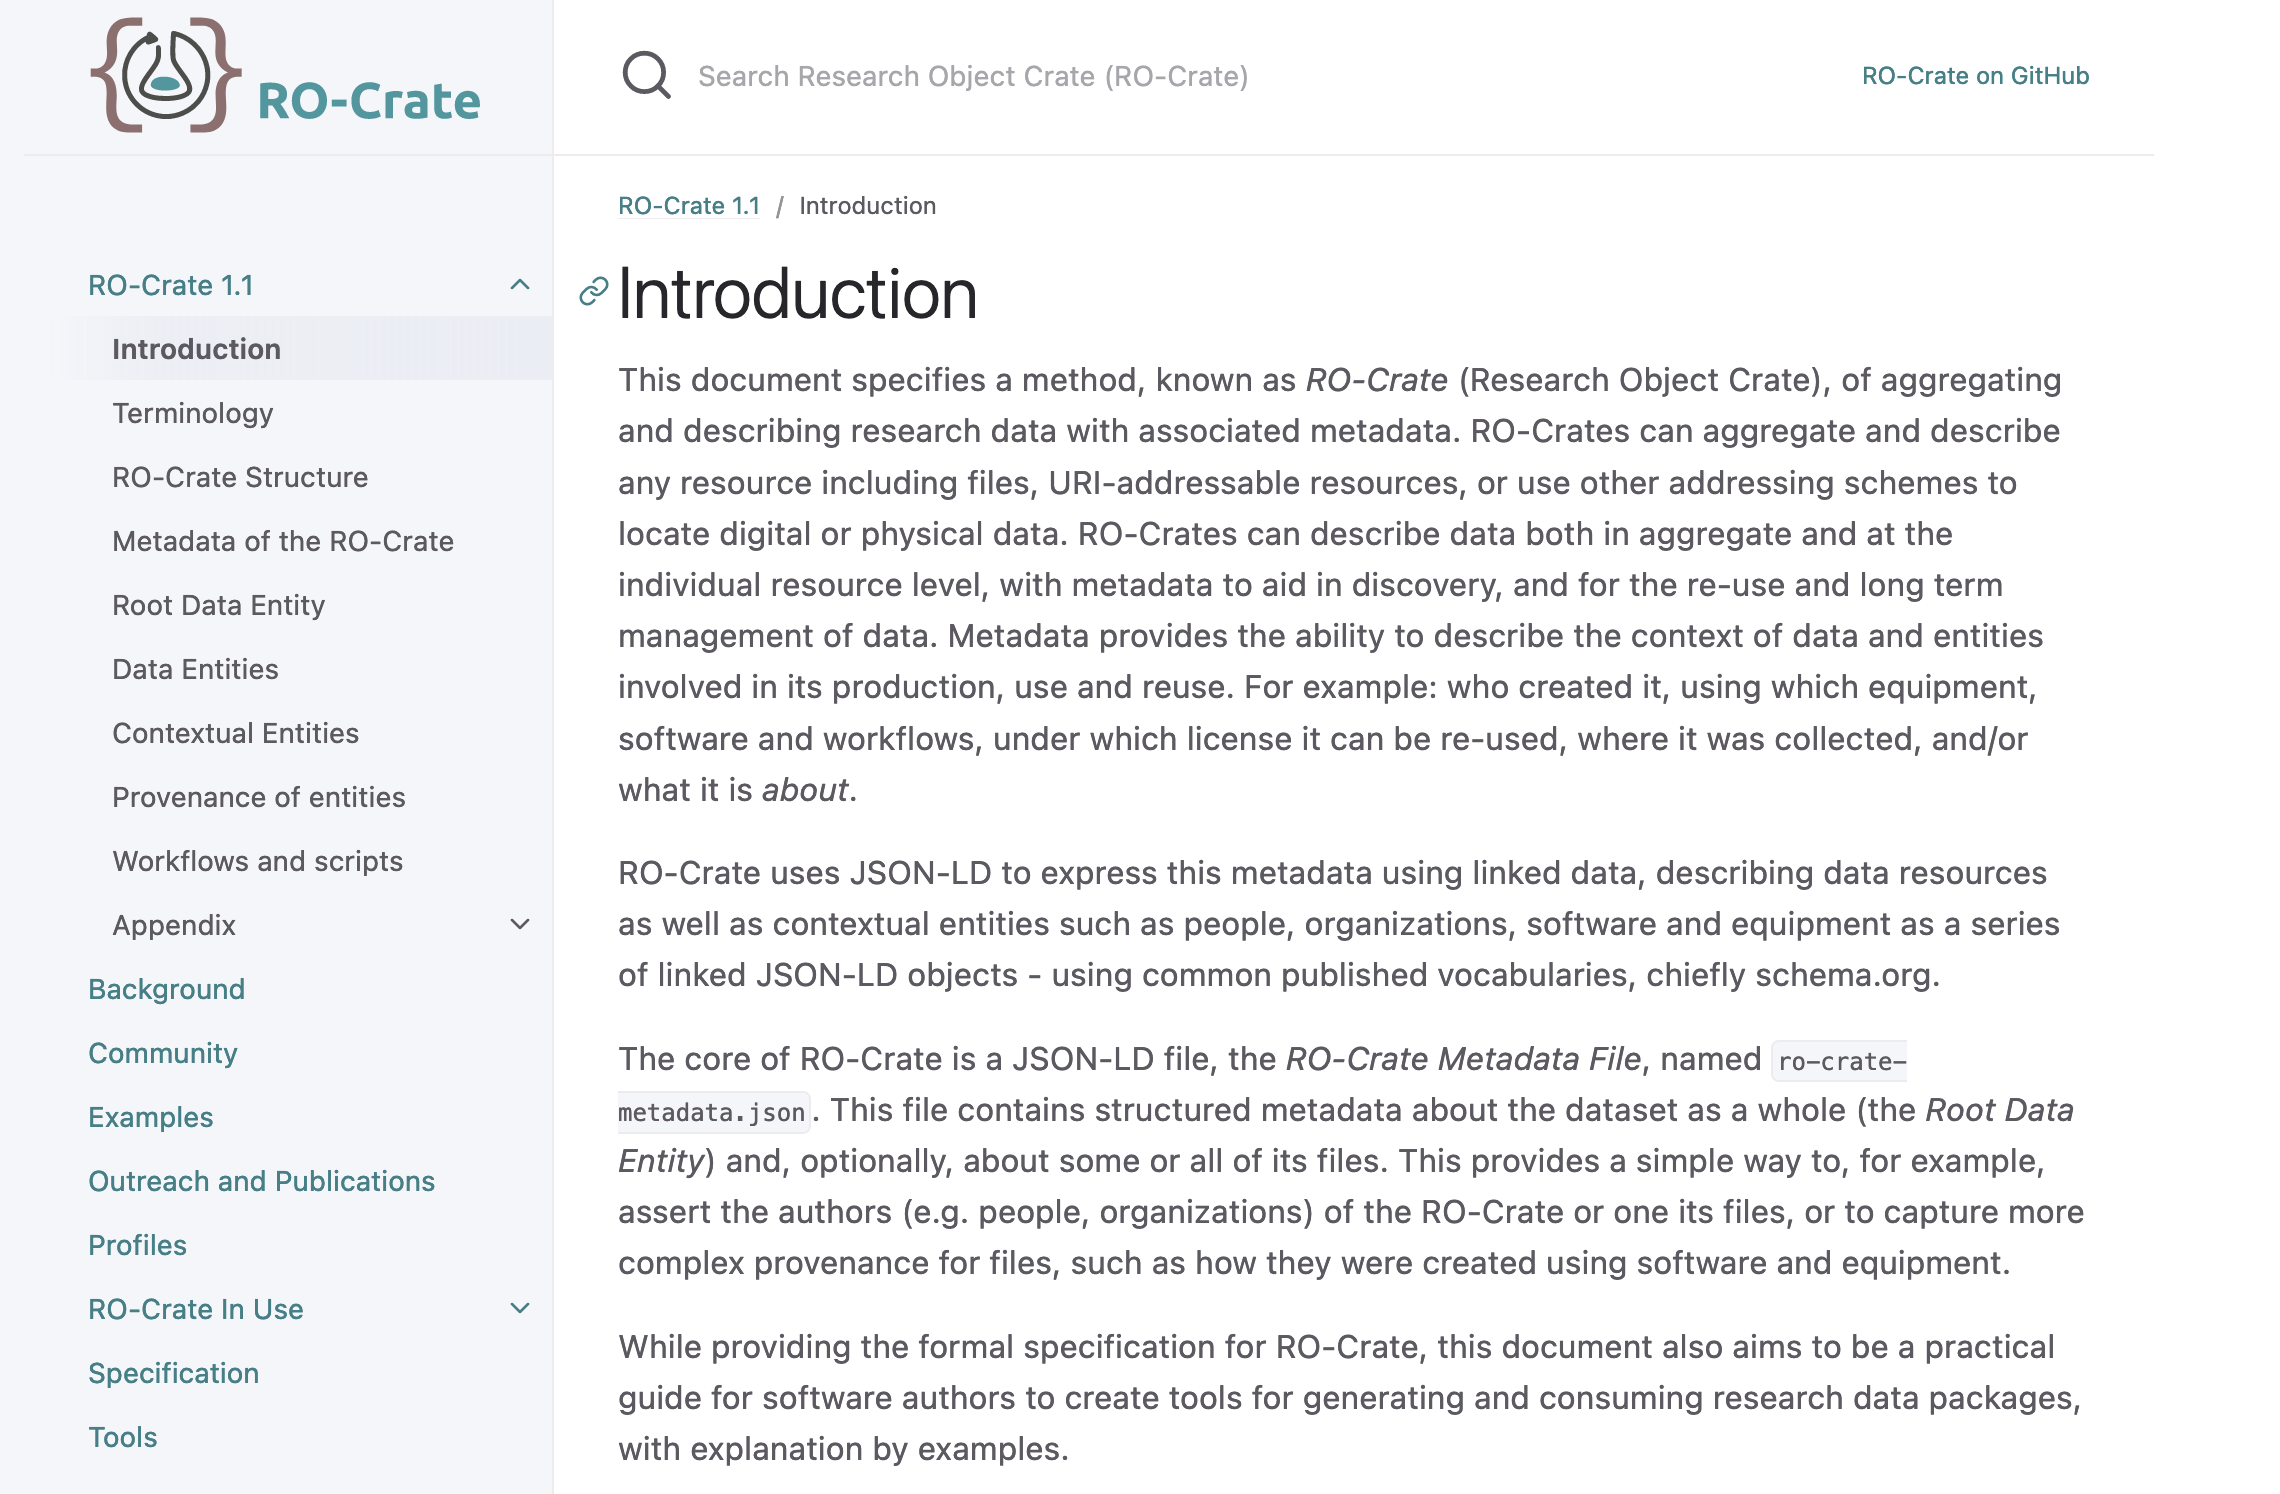 RO-Crate
Search Research Object Crate (RO-Crate)
RO-Crate on GitHub
RO-Crate 1.1
Introduction
Terminology
RO-Crate Structure
Metadata of the RO-Crate
Root Data Entity
Data Entities
Contextual Entities
Provenance of entities
Workflows and scripts
Appendix
Background
Community
Examples
Outreach and Publications
Profiles
RO-Crate In Use
Specification
Tools
RO-Crate 1.1 / Introduction
Introduction
This document specifies a method, known as RO-Crate (Research Object Crate), of aggregating
and describing research data with associated metadata. RO-Crates can aggregate and describe
any resource including files, URI-addressable resources, or use other addressing schemes to
locate digital or physical data. RO-Crates can describe data both in aggregate and at the
individual resource level, with metadata to aid in discovery, and for the re-use and long term
management of data. Metadata provides the ability to describe the context of data and entities
involved in its production, use and reuse. For example: who created it, using which equipment,
software and workflows, under which license it can be re-used, where it was collected, and/or
what it is about.
RO-Crate uses JSON-LD to express this metadata using linked data, describing data resources
as well as contextual entities such as people, organizations, software and equipment as a series
of linked JSON-LD objects - using common published vocabularies, chiefly schema.org.
The core of RO-Crate is a JSON-LD file, the RO-Crate Metadata File, named ro-crate-
metadata.json. This file contains structured metadata about the dataset as a whole (the Root Data
Entity) and, optionally, about some or all of its files. This provides a simple way to, for example,
assert the authors (e.g. people, organizations) of the RO-Crate or one its files, or to capture more
complex provenance for files, such as how they were created using software and equipment.
While providing the formal specification for RO-Crate, this document also aims to be a practical
guide for software authors to create tools for generating and consuming research data packages,
with explanation by examples.